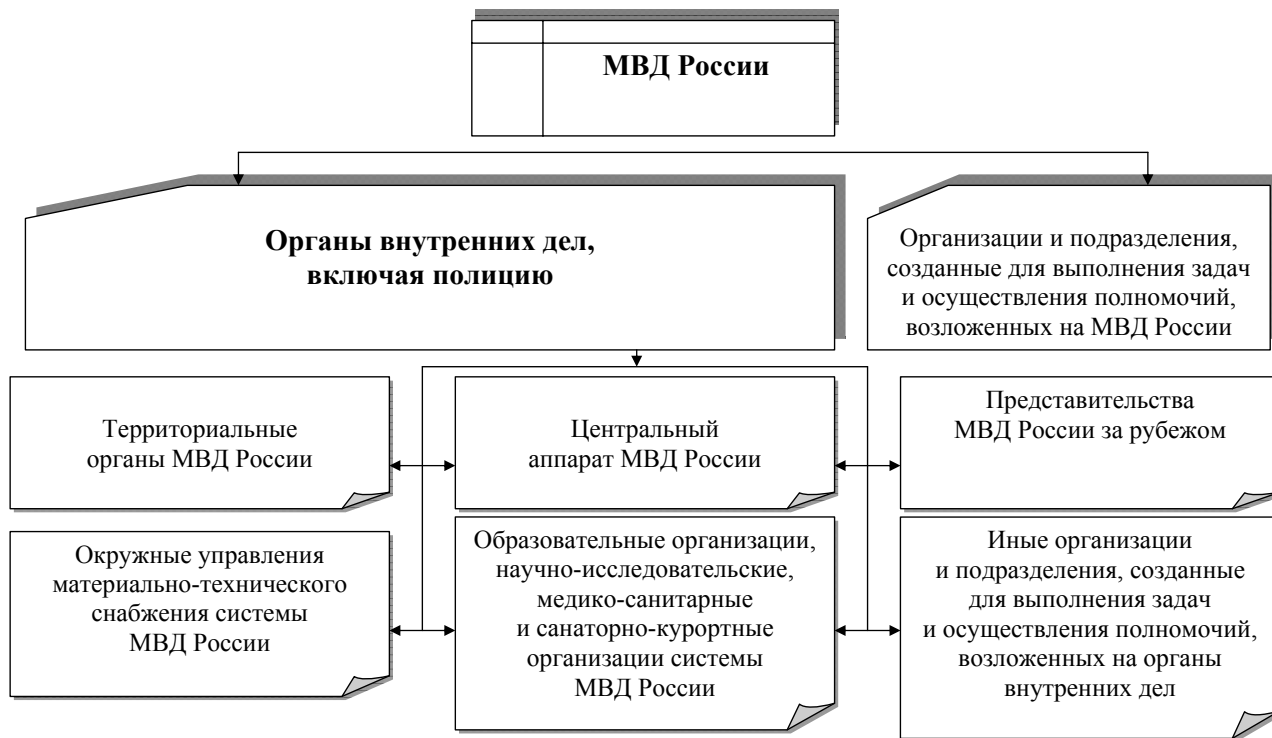 МВД России
Органы внутренних дел,
включая полицию
Организации и подразделения,
созданные для выполнения задач
и осуществления полномочий,
возложенных на МВД России
Территориальные
органы МВД России
Центральный
аппарат МВД России
Представительства
МВД России за рубежом
Окружные управления
материально-технического
снабжения системы
МВД России
Образовательные организации,
научно-исследовательские,
медико-санитарные
и санаторно-курортные
организации системы
МВД России
Иные организации
и подразделения, созданные
для выполнения задач
и осуществления полномочий,
возложенных на органы
внутренних дел